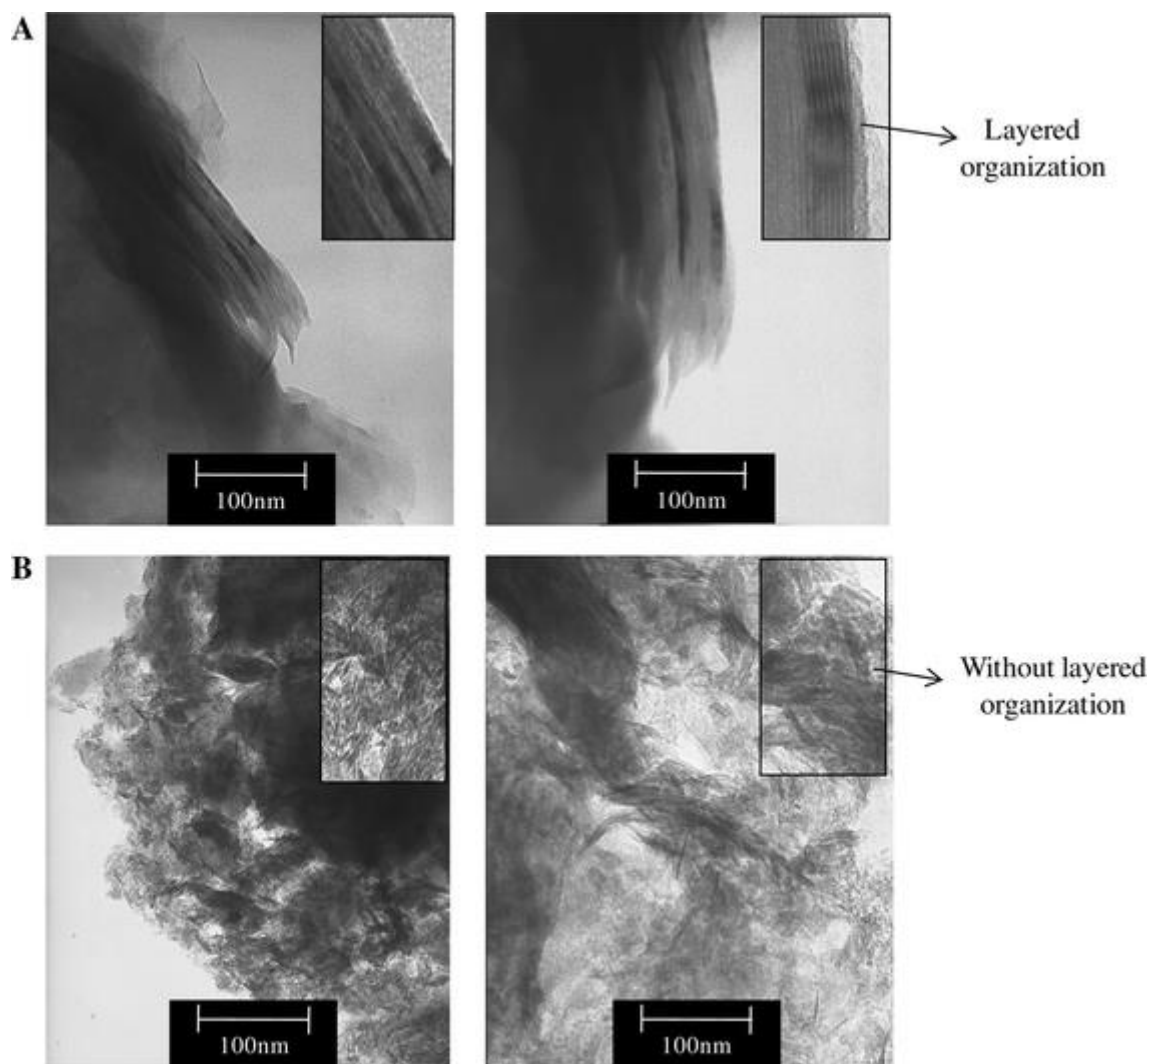 A
Layered
organization
100nm
100nm
B
Without layered
organization
100nm
100nm